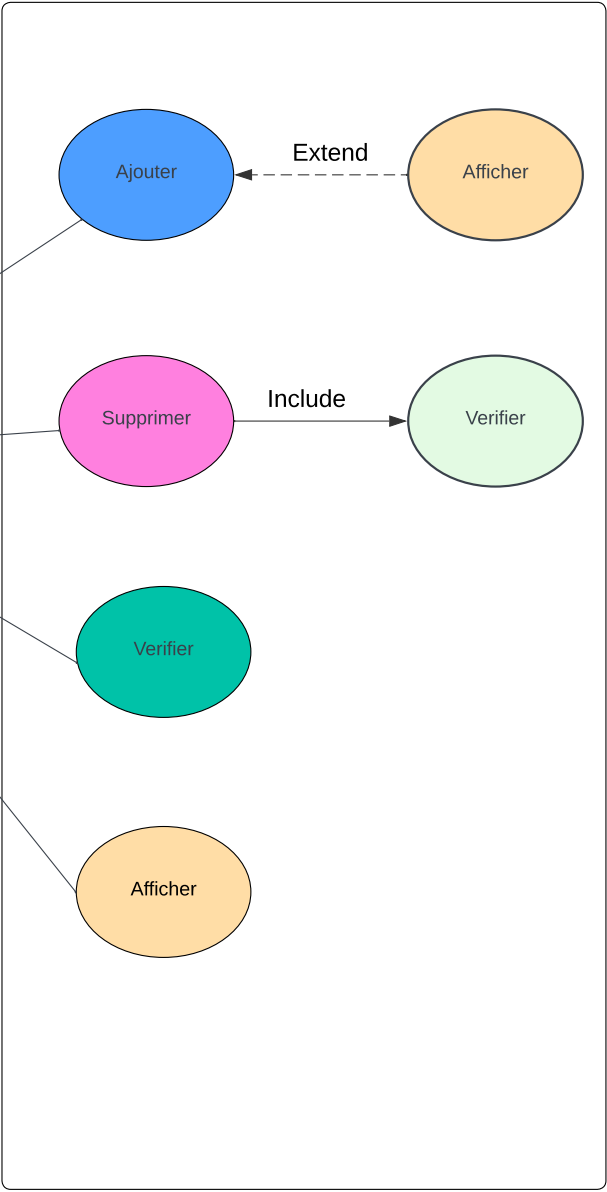 Extend
Ajouter
Afficher
Include
Supprimer
Verifier
Verifier
Afficher